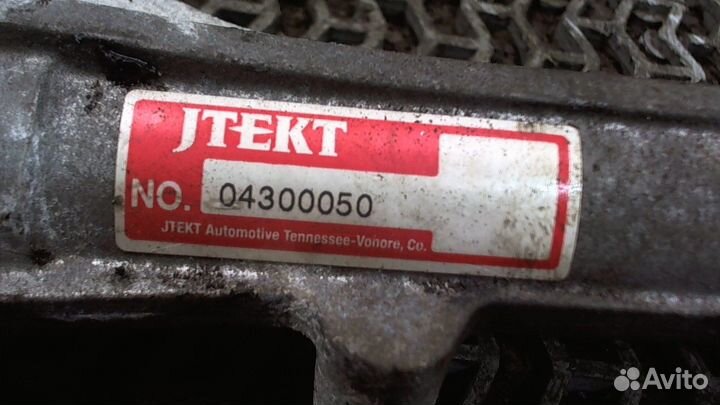 JTEKT
NO. 04300050
JTEKT Automotive Tennessee-Vonore, Co.
Avito